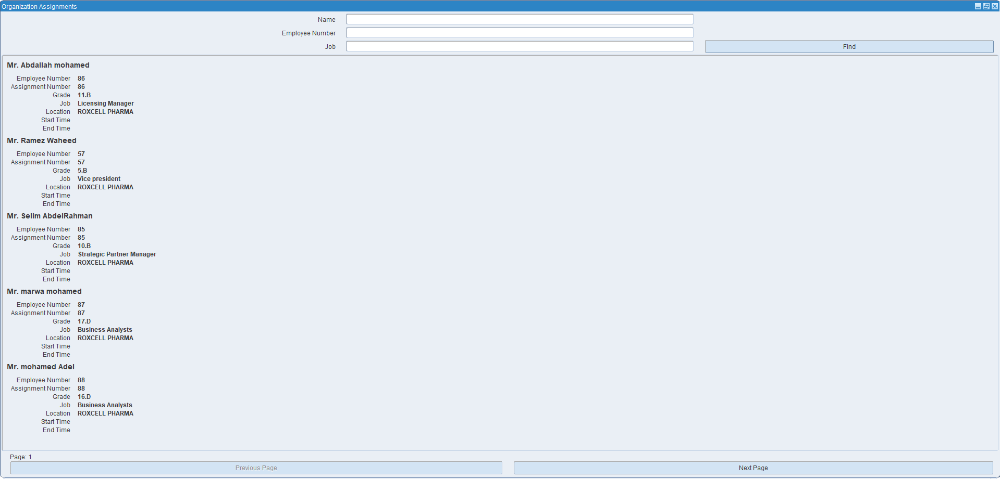 Organization Assignments
Name
Employee Number
Job
Find
Mr. Abdallah mohamed
Employee Number 86
Assignment Number 86
Grade 11.B
Job Licensing Manager
Location ROXCELL PHARMA
Start Time
End Time
Mr. Ramez Waheed
Employee Number 57
Assignment Number 57
Grade 5.B
Job Vice president
Location ROXCELL PHARMA
Start Time
End Time
Mr. Selim AbdelRahman
Employee Number 85
Assignment Number 85
Grade 10.B
Job Strategic Partner Manager
Location ROXCELL PHARMA
Start Time
End Time
Mr. marwa mohamed
Employee Number 87
Assignment Number 87
Grade 17.D
Job Business Analysts
Location ROXCELL PHARMA
Start Time
End Time
Mr. mohamed Adel
Employee Number 88
Assignment Number 88
Grade 16.D
Job Business Analysts
Location ROXCELL PHARMA
Start Time
End Time
Page: 1
Previous Page Next Page